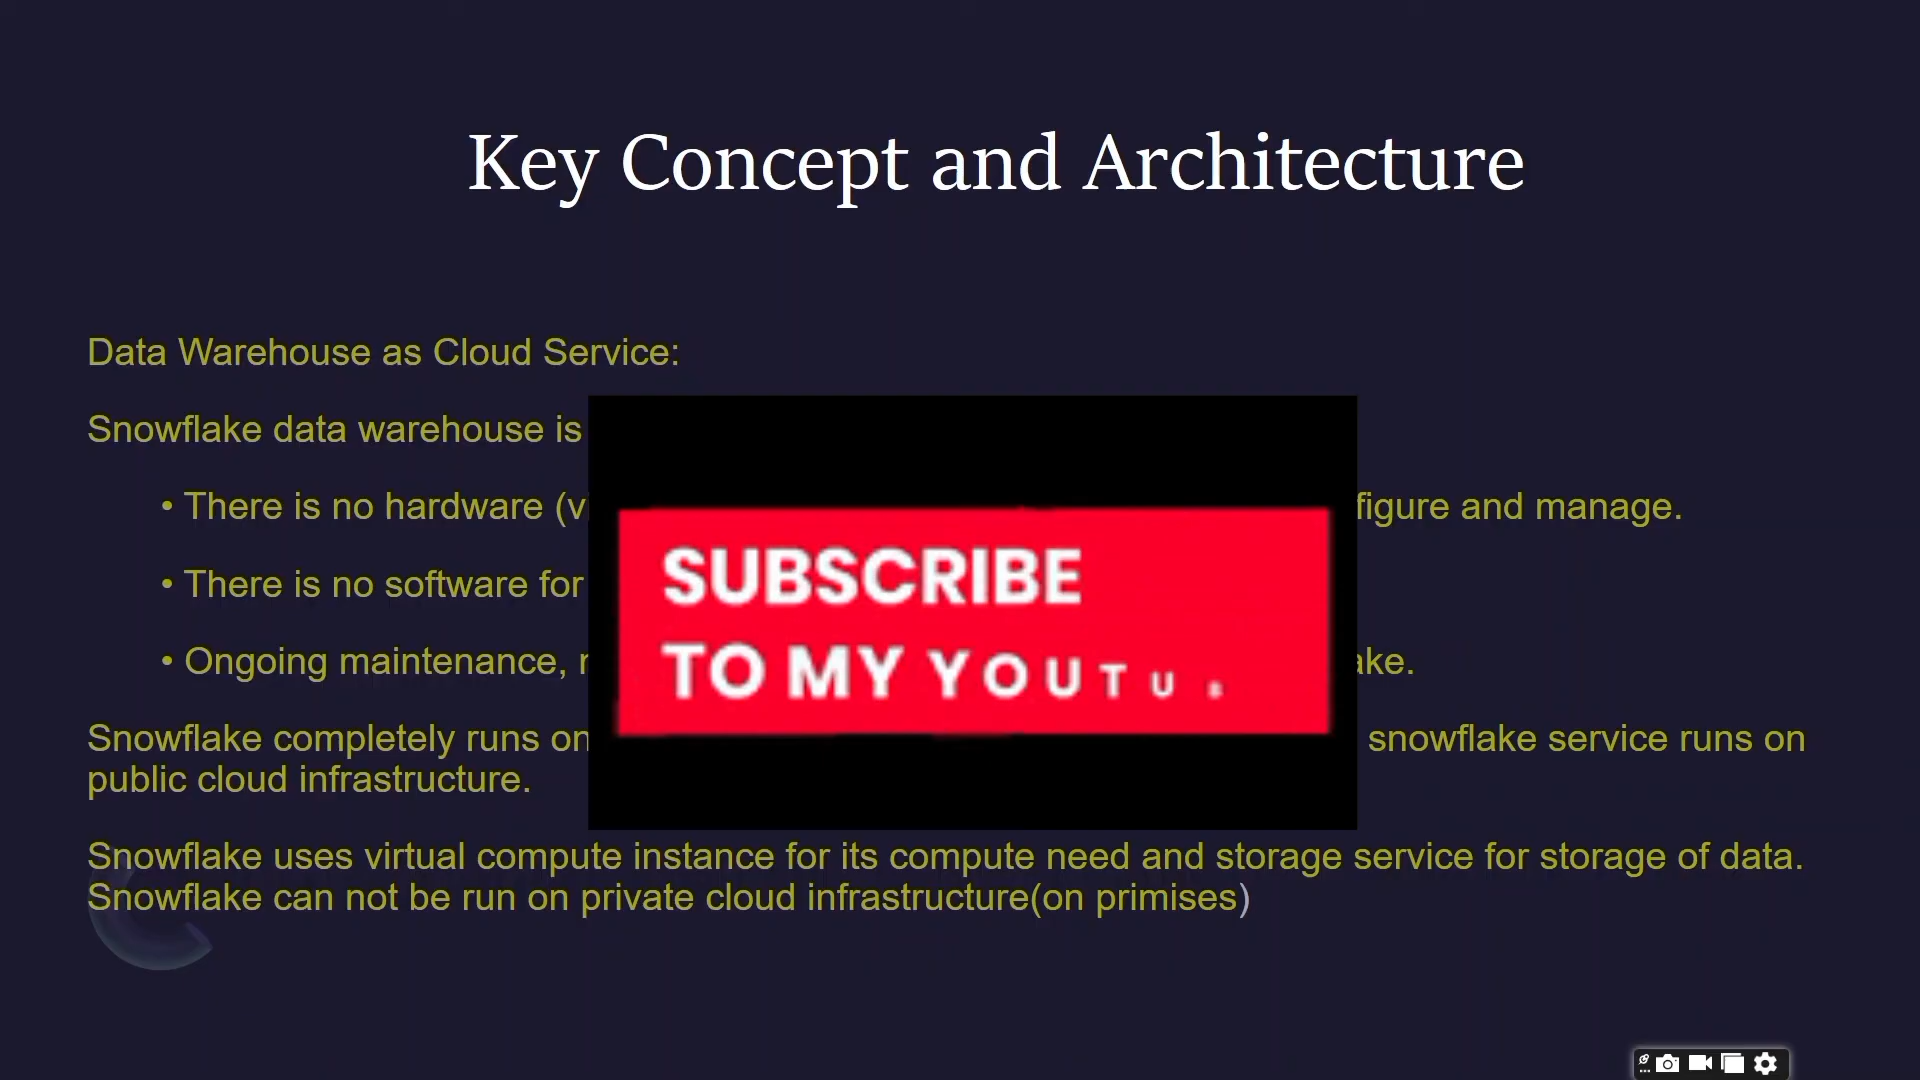 Key Concept and Architecture
Data Warehouse as Cloud Service:
Snowflake data warehouse is
• There is no hardware (vi figure and manage.
• There is no software for
• Ongoing maintenance, ake.
Snowflake completely runs on snowflake service runs on
public cloud infrastructure.
Snowflake uses virtual compute instance for its compute need and storage service for storage of data.
Snowflake can not be run on private cloud infrastructure(on primises)
SUBSCRIBE
TO MY YOUTUB